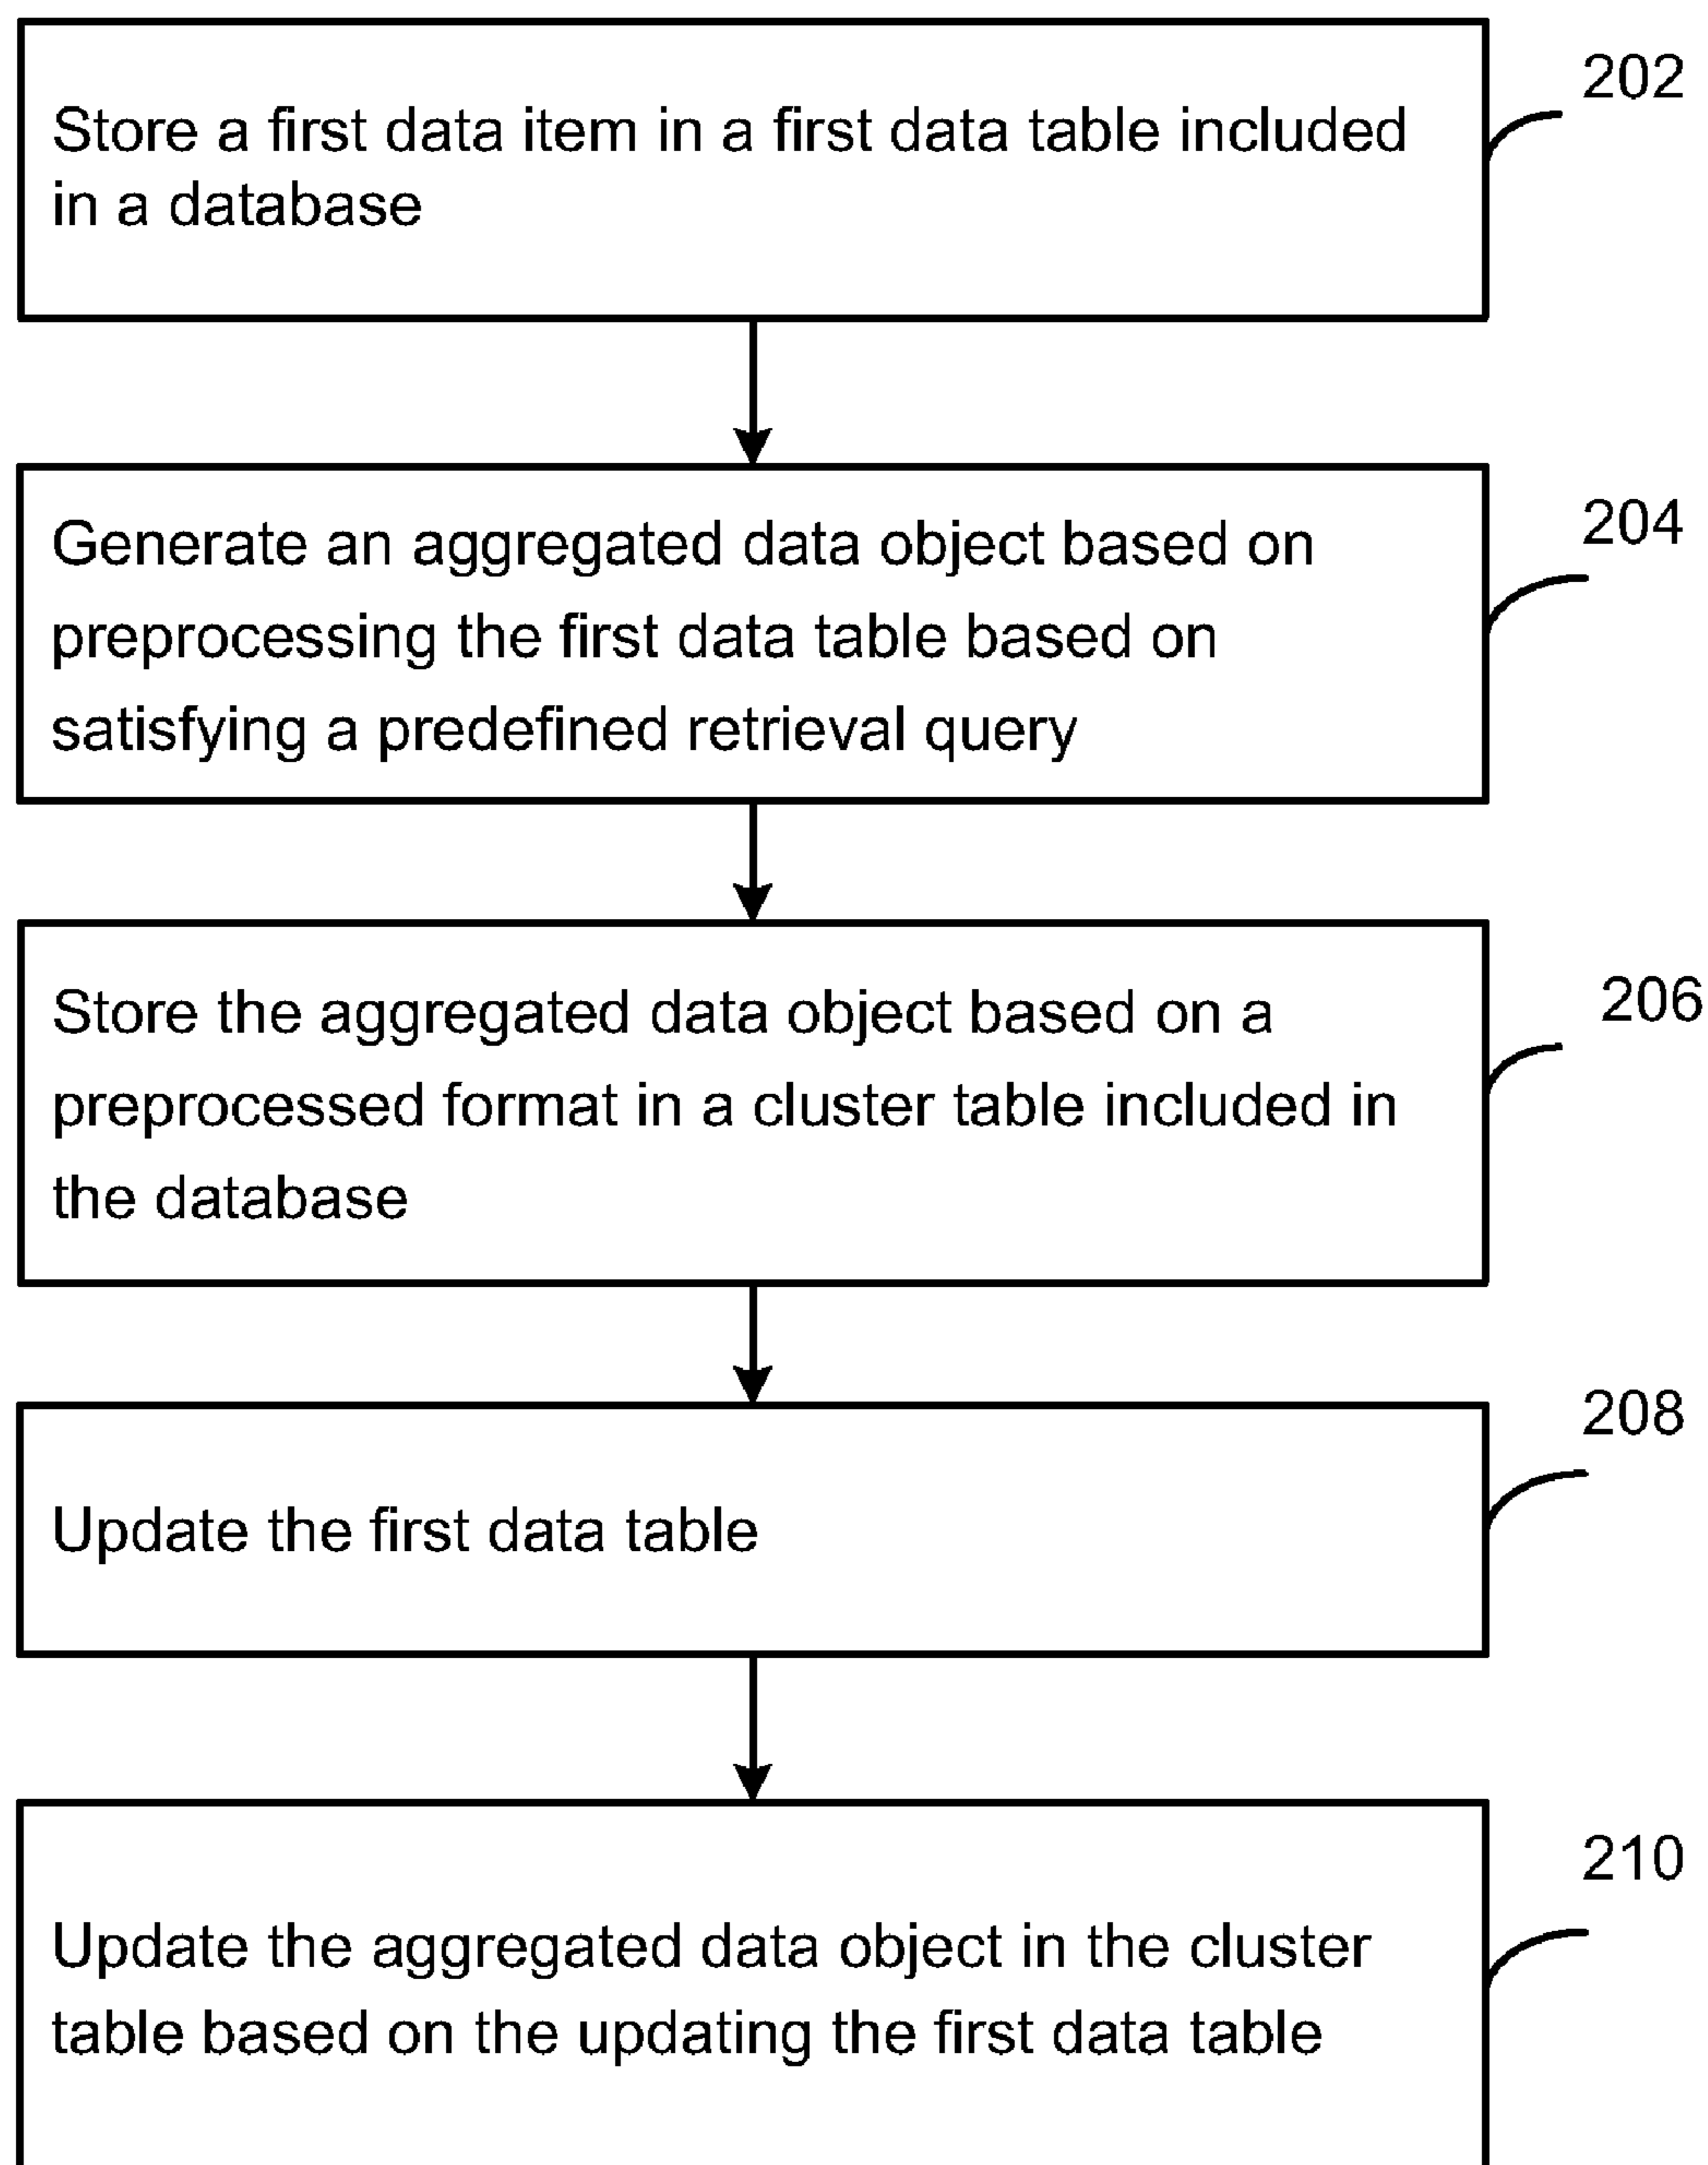 202
Store a first data item in a first data table included
in a database
204
Generate an aggregated data object based on
preprocessing the first data table based on
satisfying a predefined retrieval query
206
Store the aggregated data object based on a
preprocessed format in a cluster table included in
the database
208
Update the first data table
210
Update the aggregated data object in the cluster
table based on the updating the first data table